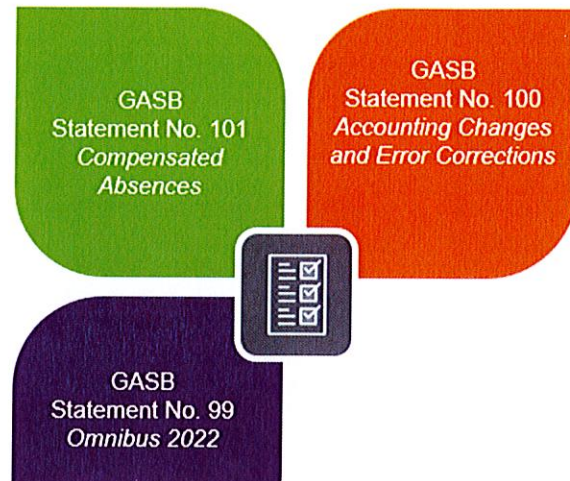 GASB
Statement No. 101
Compensated
Absences
GASB
Statement No. 100
Accounting Changes
and Error Corrections
GASB
Statement No. 99
Omnibus 2022